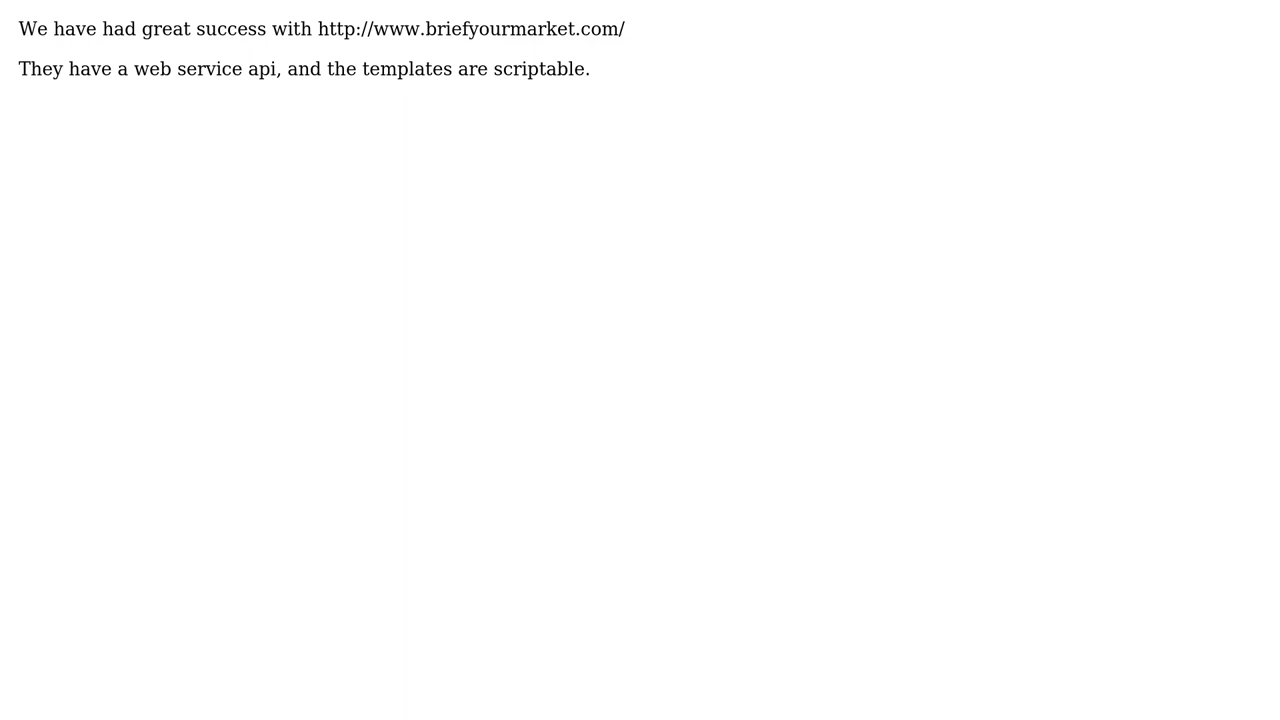 We have had great success with http://www.briefyourmarket.com/
They have a web service api, and the templates are scriptable.